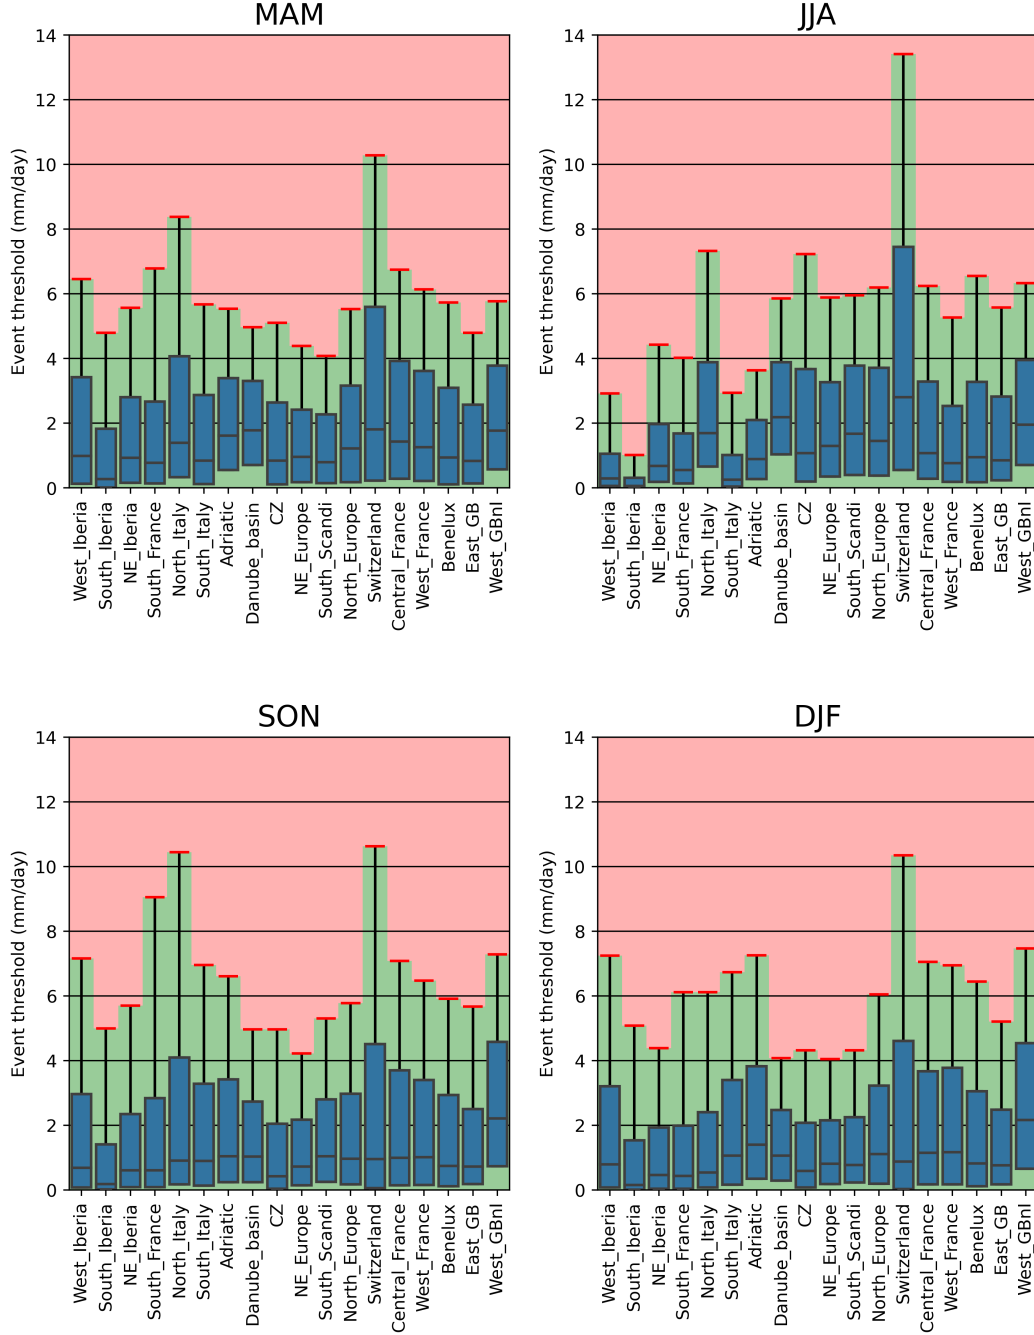 MAM
Event threshold (mm/day)
14
12
10
8
6
4
2
0
West_Iberia
South_Iberia
NE_Iberia
South_France
North_Italy
South_Italy
Adriatic
Danube_basin
CZ
NE_Europe
South_Scandi
North_Europe
Switzerland
Central_France
West_France
Benelux
East_GB
West_GBnI
JJA
Event threshold (mm/day)
14
12
10
8
6
4
2
0
West_Iberia
South_Iberia
NE_Iberia
South_France
North_Italy
South_Italy
Adriatic
Danube_basin
CZ
NE_Europe
South_Scandi
North_Europe
Switzerland
Central_France
West_France
Benelux
East_GB
West_GBnI
SON
Event threshold (mm/day)
14
12
10
8
6
4
2
0
West_Iberia
South_Iberia
NE_Iberia
South_France
North_Italy
South_Italy
Adriatic
Danube_basin
CZ
NE_Europe
South_Scandi
North_Europe
Switzerland
Central_France
West_France
Benelux
East_GB
West_GBnI
DJF
Event threshold (mm/day)
14
12
10
8
6
4
2
0
West_Iberia
South_Iberia
NE_Iberia
South_France
North_Italy
South_Italy
Adriatic
Danube_basin
CZ
NE_Europe
South_Scandi
North_Europe
Switzerland
Central_France
West_France
Benelux
East_GB
West_GBnI